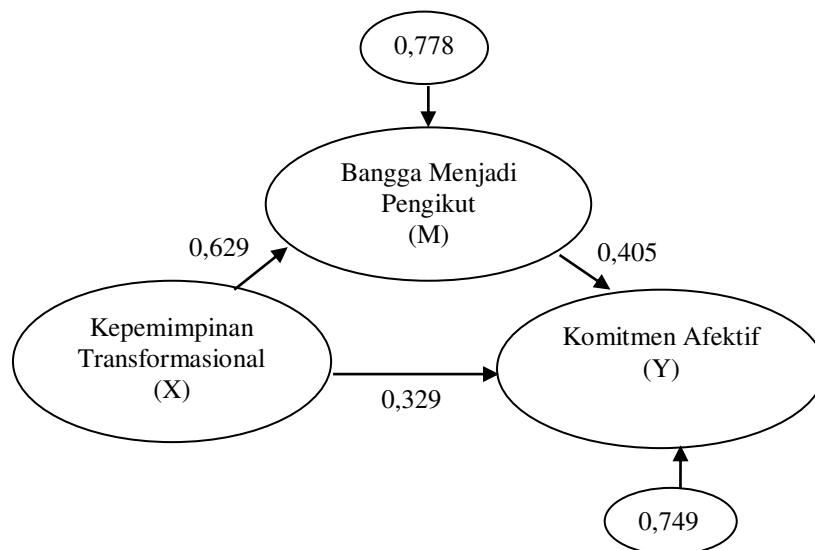 0,778
Bangga Menjadi
Pengikut
(M)
0,629
0,405
Kepemimpinan
Transformasional
(X)
Komitmen Afektif
(Y)
0,329
0,749